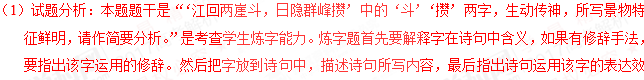 （1）试题分析：本题题干是“‘江回两崖斗，日隐群峰攒’中的‘斗’‘攒’两字，生动传神，所写景物特
征鲜明，请作简要分析。”是考查学生炼字能力。炼字题首先要解释字在诗句中含义，如果有修辞手法，
要指出该字运用的修辞。然后把字放到诗句中，描述诗句所写内容，最后指出诗句运用该字的表达效